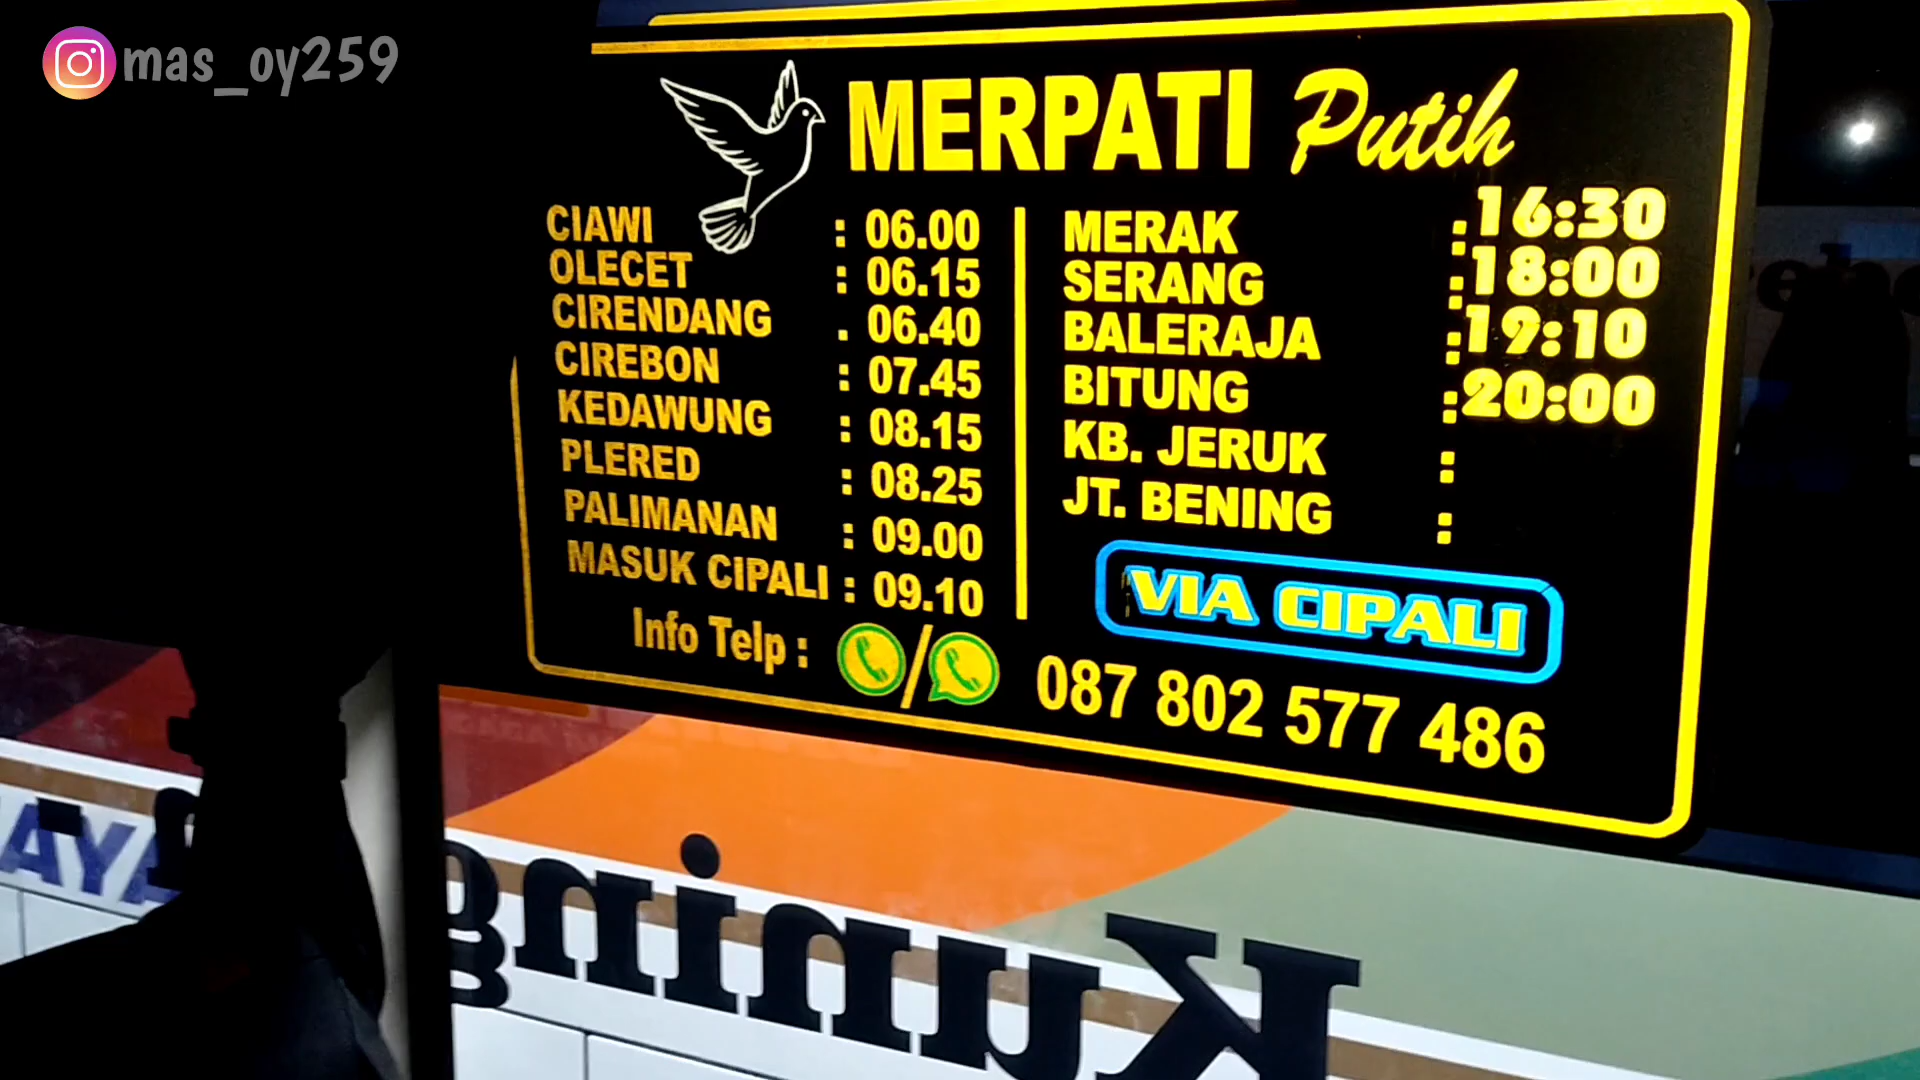 mas_oy259
MERPATI Putih
CIAWI : 06.00
OLECET : 06.15
CIRENDANG . 06.40
CIREBON : 07.45
KEDAWUNG : 08.15
PLERED : 08.25
PALIMANAN : 09.00
MASUK CIPALI : 09.10
MERAK : 16:30
SERANG : 18:00
BALERAJA : 19:10
BITUNG : 20:00
KB. JERUK :
JT. BENING :
VIA CIPALI
Info Telp : / 087 802 577 486
Kuning